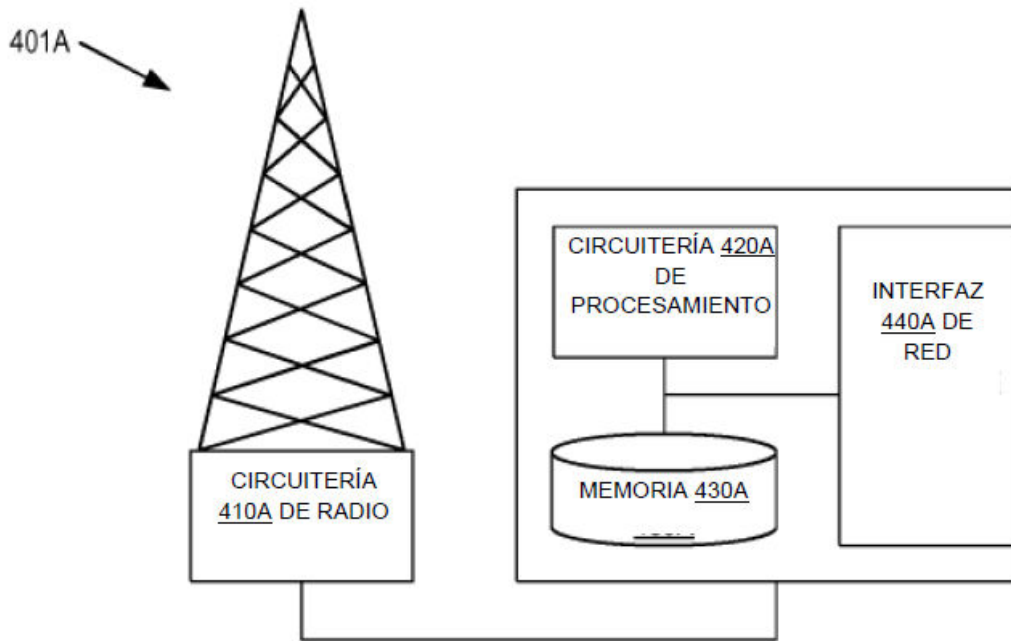 401A
CIRCUITERÍA
410A DE RADIO
CIRCUITERÍA 420A
DE
PROCESAMIENTO
MEMORIA 430A
INTERFAZ
440A DE
RED